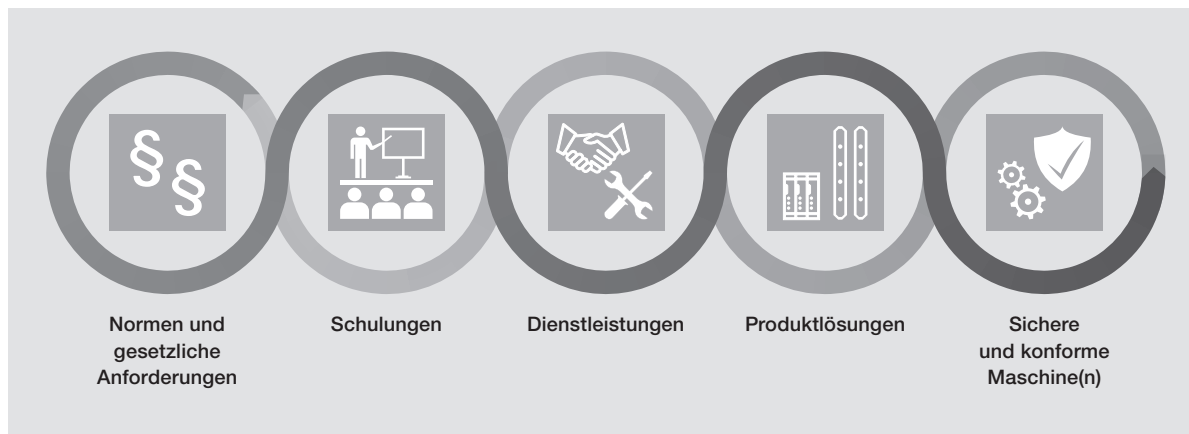 §
§
Normen und
gesetzliche
Anforderungen
Schulungen
Dienstleistungen
Produktlösungen
Sichere
und konforme
Maschine(n)